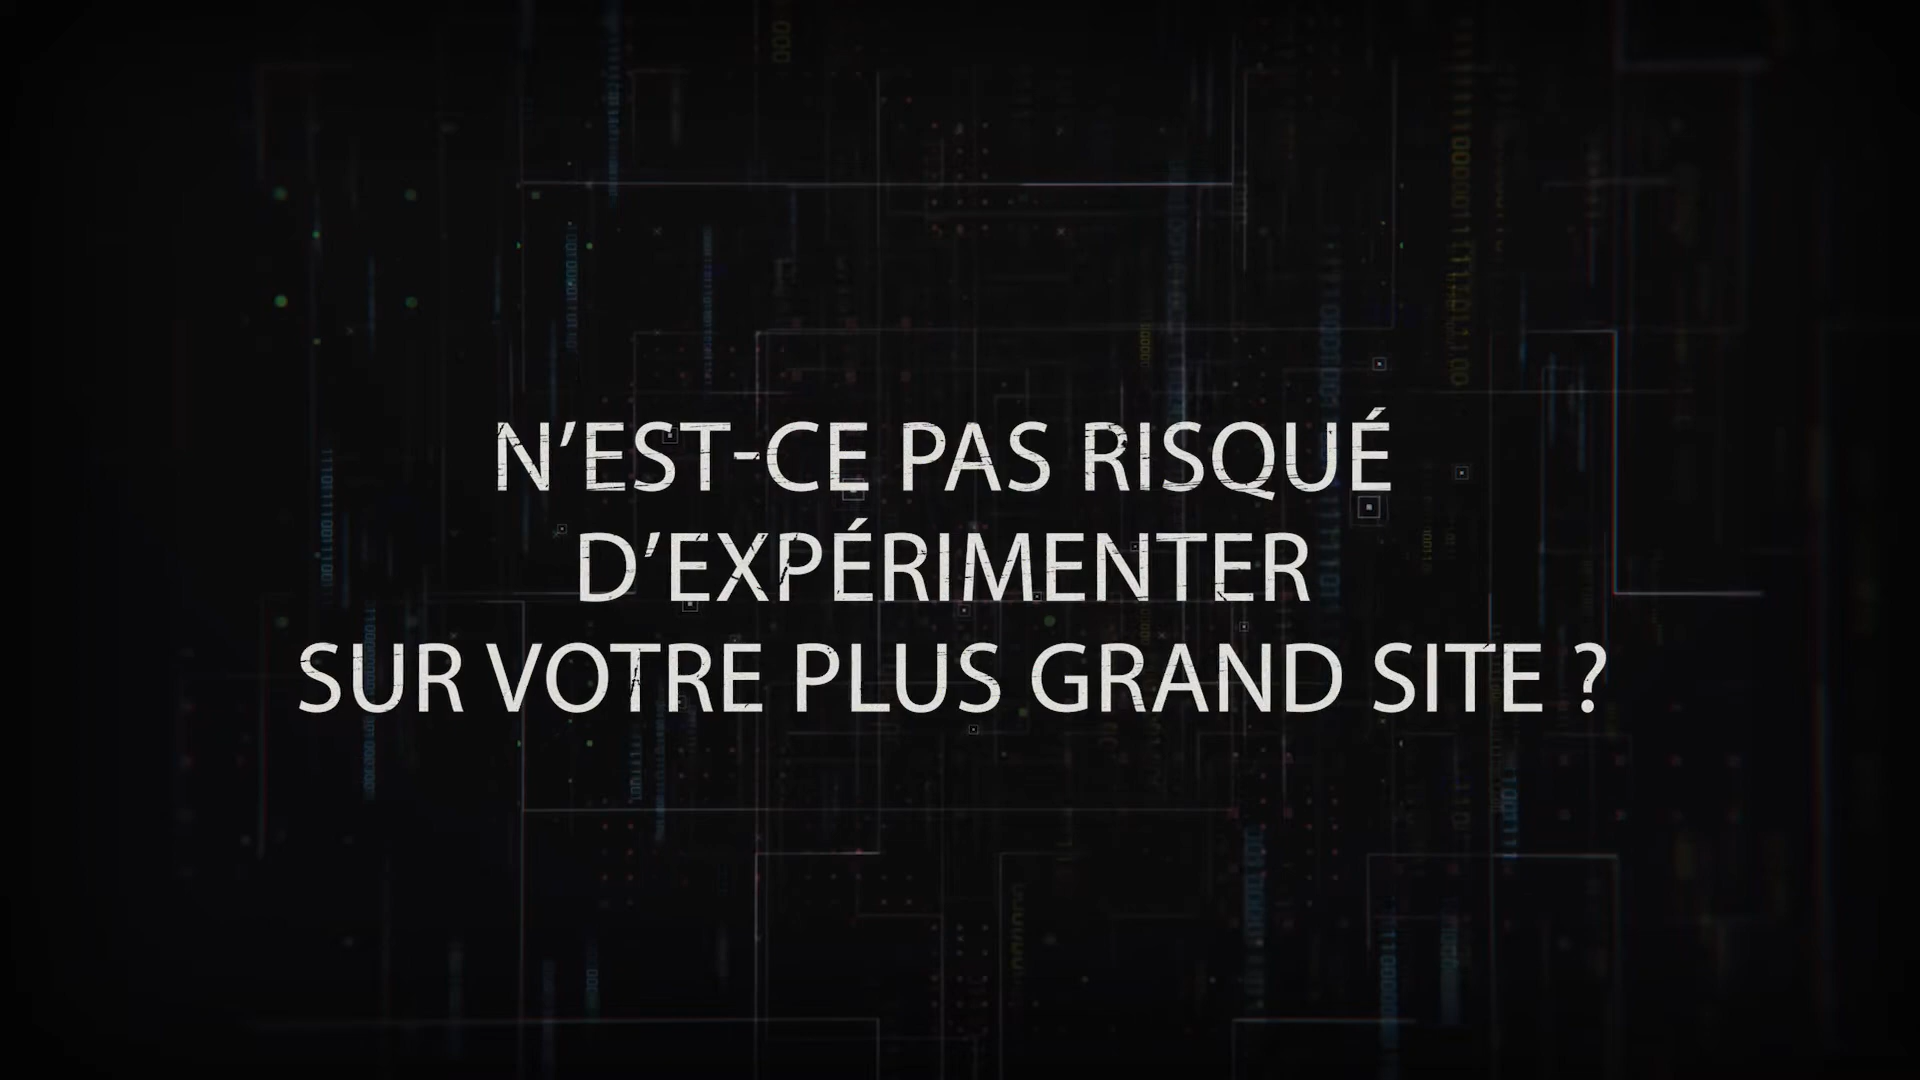 N’EST-CE PAS RISQUÉ
D’EXPÉRIMENTER
SUR VOTRE PLUS GRAND SITE ?